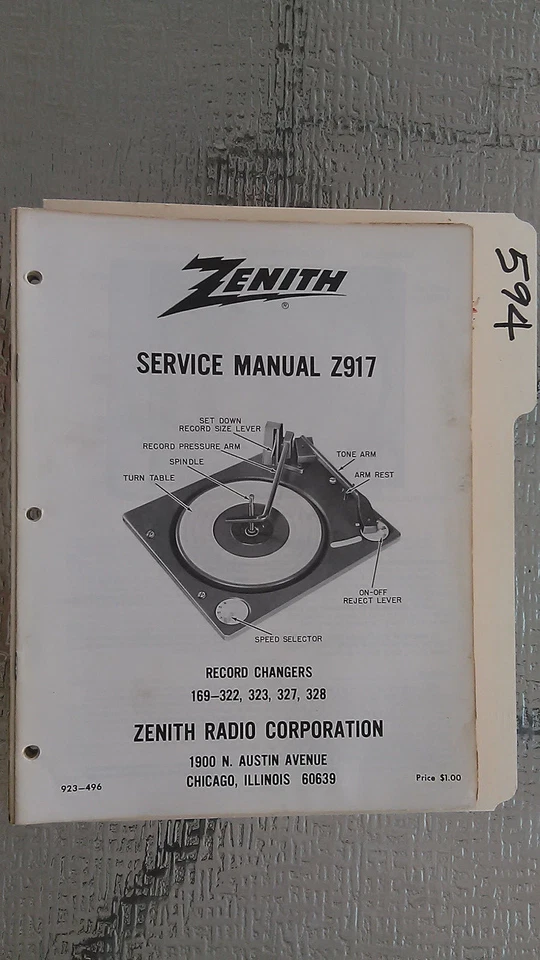 594
ZENITH
®
SERVICE MANUAL Z917
SET DOWN
RECORD SIZE LEVER
RECORD PRESSURE ARM
SPINDLE
TURN TABLE
TONE ARM
ARM REST
ON-OFF
REJECT LEVER
SPEED SELECTOR
RECORD CHANGERS
169-322, 323, 327, 328
ZENITH RADIO CORPORATION
1900 N. AUSTIN AVENUE
CHICAGO, ILLINOIS 60639
923-496
Price $1.00